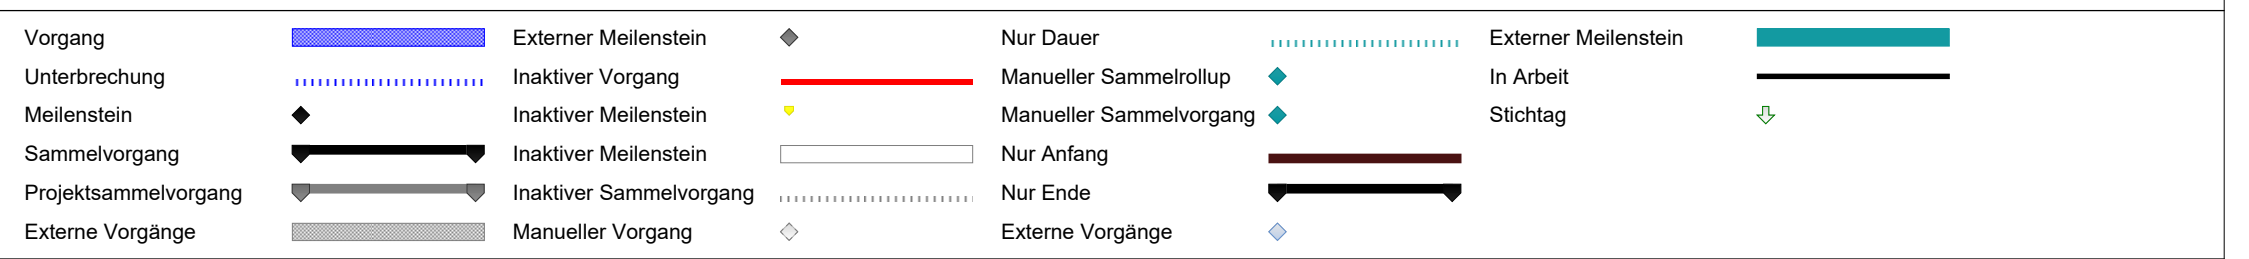 Vorgang
Unterbrechung
Meilenstein
Sammelvorgang
Projektsammelvorgang
Externe Vorgänge
Externer Meilenstein
Inaktiver Vorgang
Inaktiver Meilenstein
Inaktiver Meilenstein
Inaktiver Sammelvorgang
Manueller Vorgang
Nur Dauer
Manueller Sammelrollup
Manueller Sammelvorgang
Nur Anfang
Nur Ende
Externe Vorgänge
Externer Meilenstein
In Arbeit
Stichtag